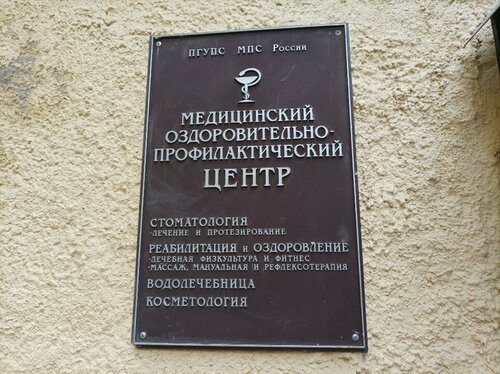 ПГУПС МПС России
МЕДИЦИНСКИЙ
ОЗДОРОВИТЕЛЬНО-
ПРОФИЛАКТИЧЕСКИЙ
ЦЕНТР
СТОМАТОЛОГИЯ
·ЛЕЧЕНИЕ И ПРОТЕЗИРОВАНИЕ
РЕАБИЛИТАЦИЯ И ОЗДОРОВЛЕНИЕ
·ЛЕЧЕБНАЯ ФИЗКУЛЬТУРА И ФИТНЕС
·МАССАЖ, МАНУАЛЬНАЯ И РЕФЛЕКСОТЕРАПИЯ
ВОДОЛЕЧЕБНИЦА
КОСМЕТОЛОГИЯ